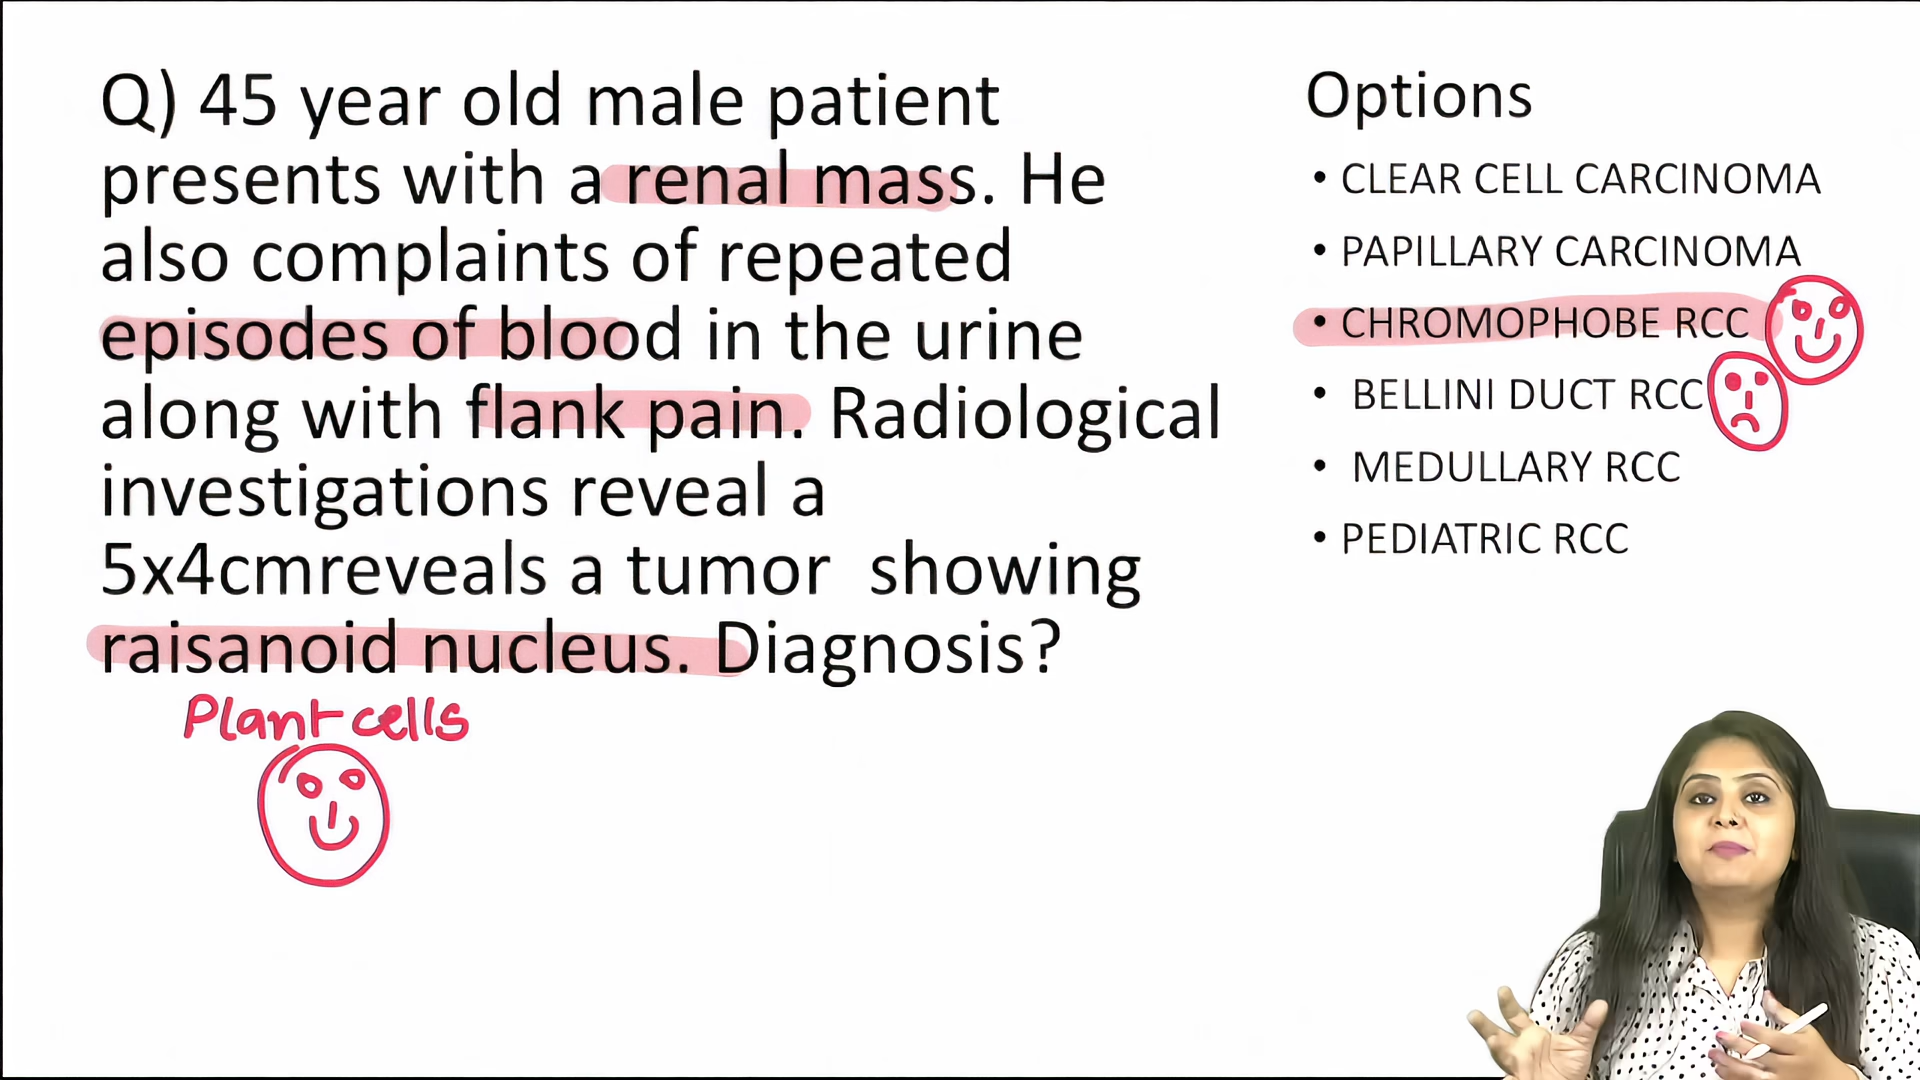 Q) 45 year old male patient
presents with a renal mass. He
also complaints of repeated
episodes of blood in the urine
along with flank pain. Radiological
investigations reveal a
5x4cmreveals a tumor  showing
raisanoid nucleus. Diagnosis?
Plant cells
Options
• CLEAR CELL CARCINOMA
• PAPILLARY CARCINOMA
• CHROMOPHOBE RCC
• BELLINI DUCT RCC
• MEDULLARY RCC
• PEDIATRIC RCC